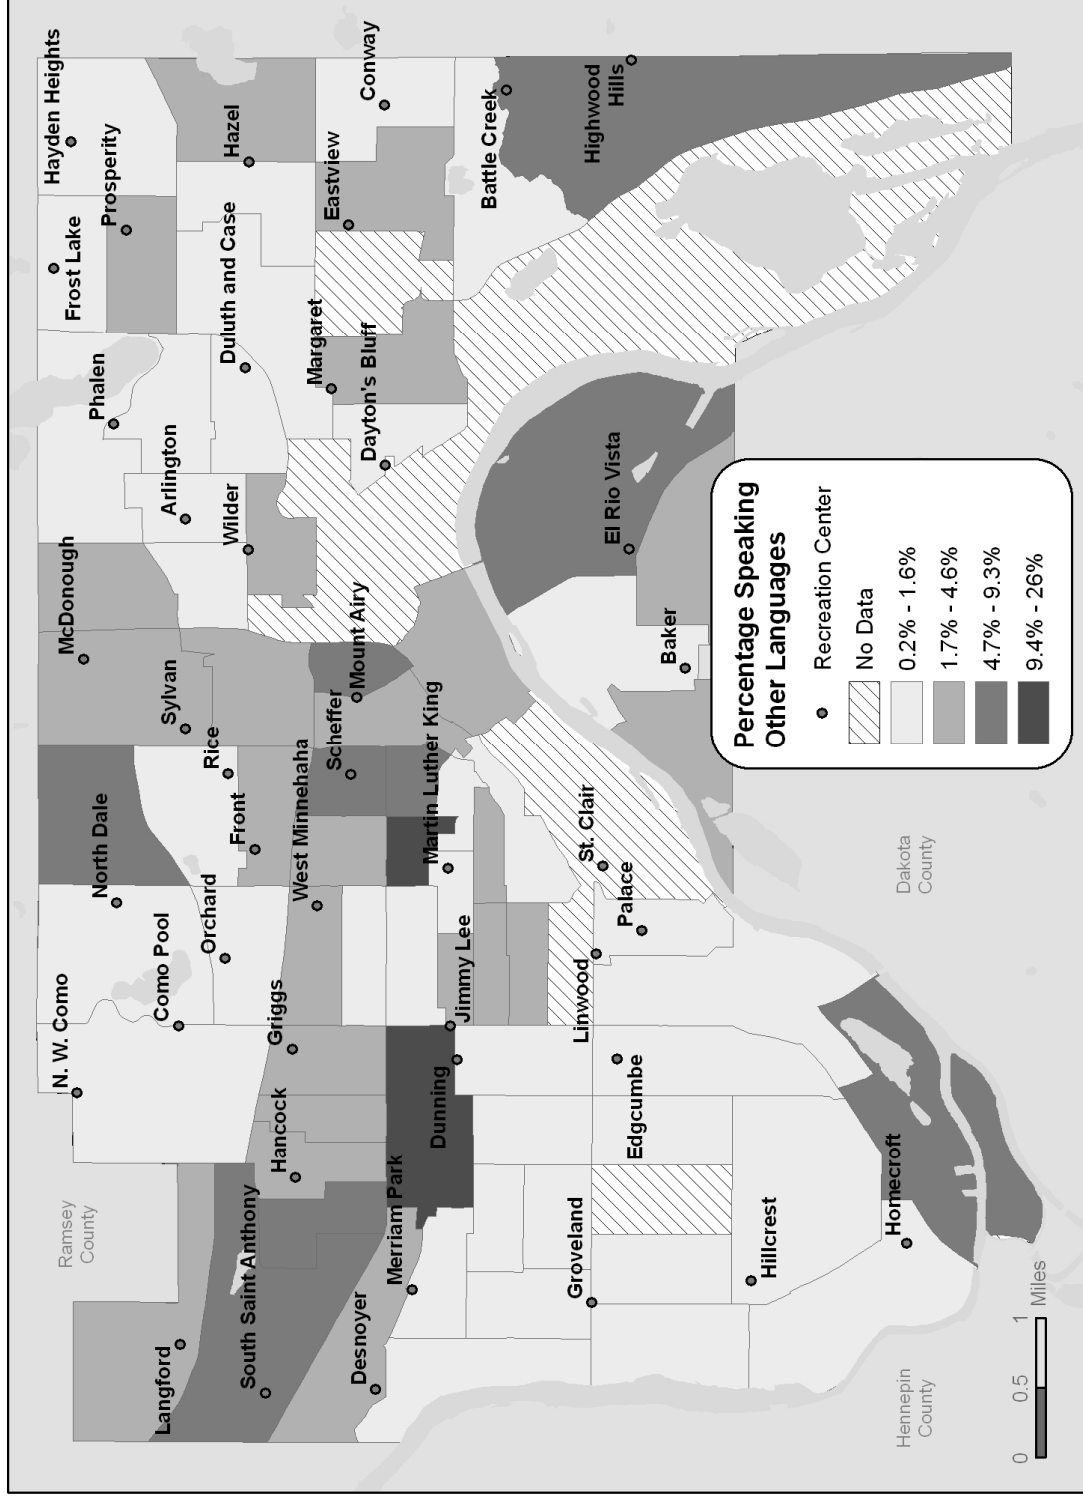 Hayden Heights
Frost Lake
Prosperity
Hazel
Conway
Phalen
Duluth and Case
Eastview
Battle Creek
Highwood
Hills
Margaret
Dayton's Bluff
Arlington
Wilder
McDonough
Sylvan
Rice
Mount Airy
Scheffer
Martin Luther King
El Rio Vista
Baker
North Dale
Front
West Minnehaha
St. Clair
Palace
Como Pool
Orchard
Jimmy Lee
Linwood
N. W. Como
Griggs
Hancock
Dunning
Edgcumbe
Merriam Park
South Saint Anthony
Langford
Desnoyer
Groveland
Hillcrest
Homecroft
Ramsey
County
Dakota
County
Hennepin
County
Percentage Speaking
Other Languages
Recreation Center
No Data
0.2% - 1.6%
1.7% - 4.6%
4.7% - 9.3%
9.4% - 26%
0 0.5 1
Miles